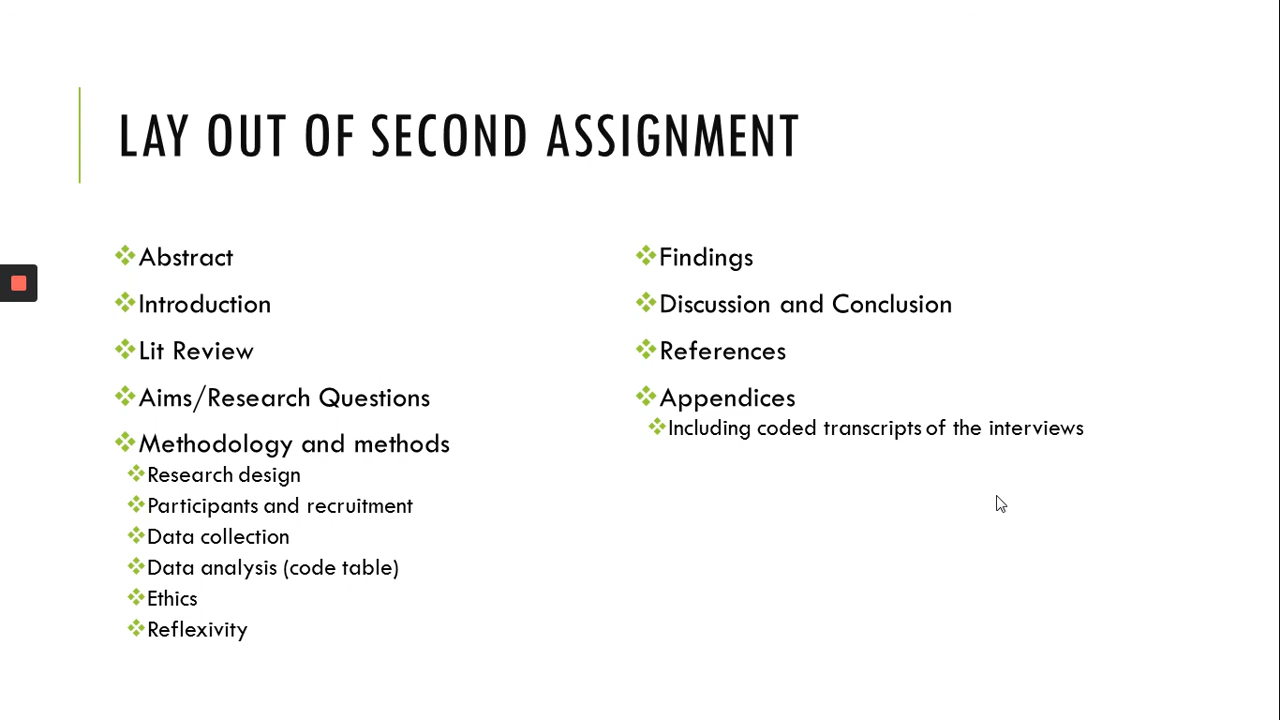 LAY OUT OF SECOND ASSIGNMENT
Abstract
Introduction
Lit Review
Aims/Research Questions
Methodology and methods
Research design
Participants and recruitment
Data collection
Data analysis (code table)
Ethics
Reflexivity
Findings
Discussion and Conclusion
References
Appendices
Including coded transcripts of the interviews